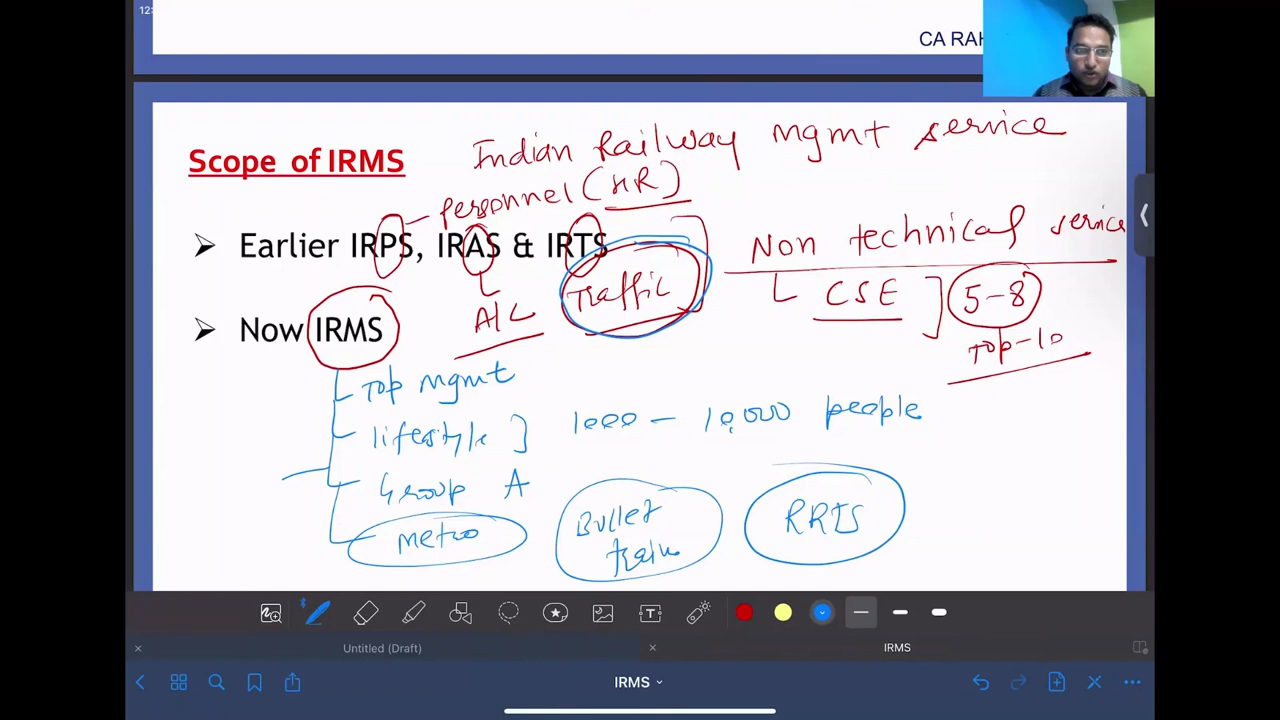 12:
CA RAH
Scope of IRMS
Indian Railway mgmt service
Personnel (HR)
➢ Earlier IRPS, IRAS & IRTS
Non technical service
A/C
Traffic
CSE
5-8
Top-10
➢ Now IRMS
Top mgmt
lifestyle
1000 - 10,000 people
Group A
metro
Bullet
train
RRTS
Untitled (Draft)
IRMS
IRMS